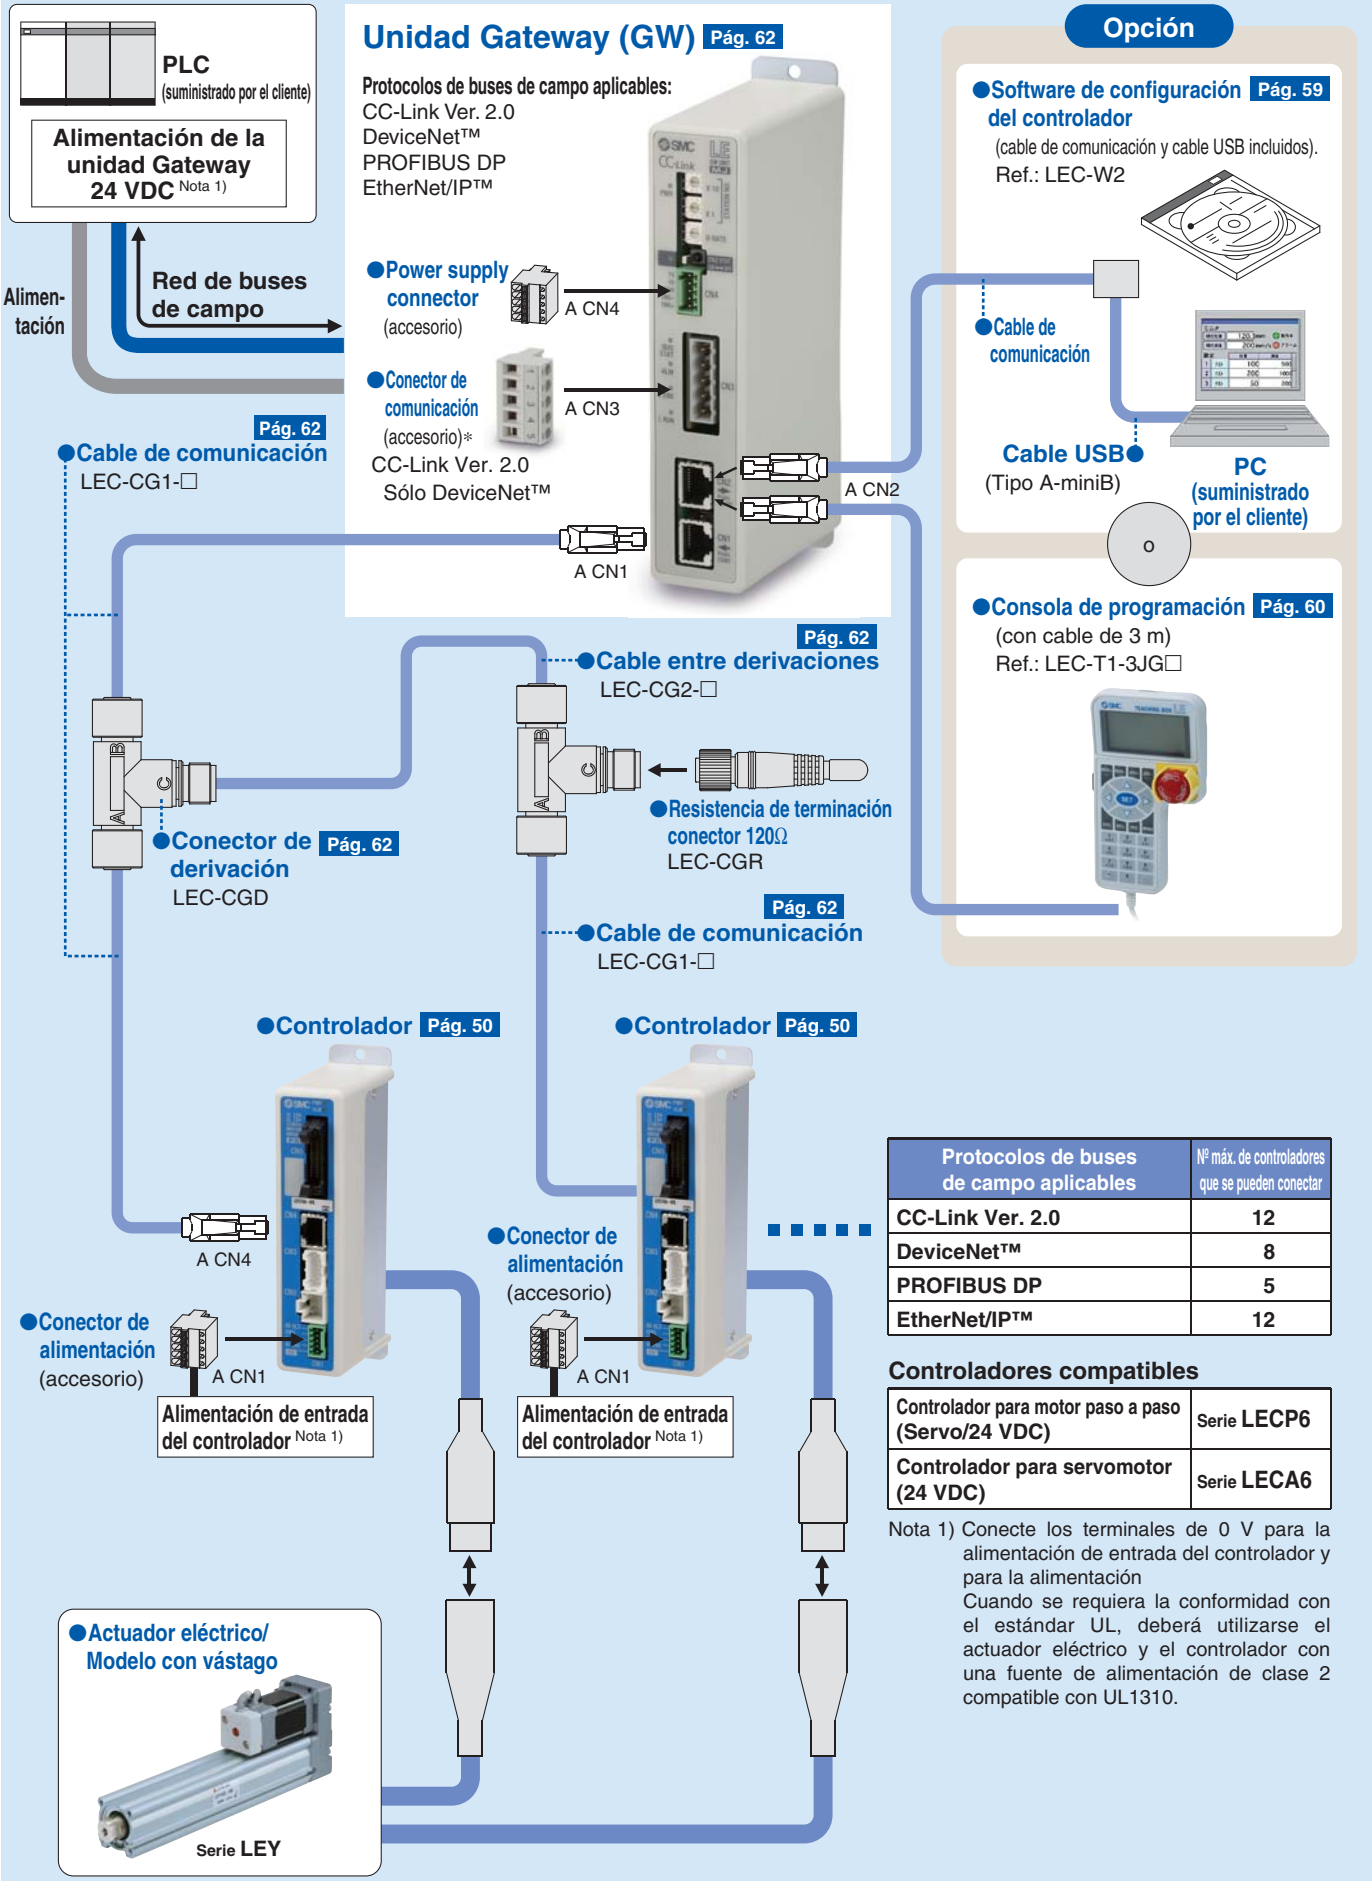 PLC
(suministrado por el cliente)
Alimentación de la
unidad Gateway
24 VDC Nota 1)
Alimen-
tación
Red de buses
de campo
Unidad Gateway (GW) Pág. 62
Protocolos de buses de campo aplicables:
CC-Link Ver. 2.0
DeviceNet™
PROFIBUS DP
EtherNet/IP™
●Power supply
connector
(accesorio)
A CN4
●Conector de
comunicación
(accesorio)*
CC-Link Ver. 2.0
Sólo DeviceNet™
A CN3
A CN2
A CN1
SMC
CC-Link
CN4
CN3
CN2
CN1
Opción
●Software de configuración Pág. 59
del controlador
(cable de comunicación y cable USB incluidos).
Ref.: LEC-W2
●Cable de
comunicación
Cable USB●
(Tipo A-miniB)
PC
(suministrado
por el cliente)
o
●Consola de programación Pág. 60
(con cable de 3 m)
Ref.: LEC-T1-3JG□
SMC TEACHING BOX LE
SET
Pág. 62
●Cable de comunicación
LEC-CG1-□
Pág. 62
●Cable entre derivaciones
LEC-CG2-□
A B C
A B C
●Conector de Pág. 62
derivación
LEC-CGD
●Resistencia de terminación
conector 120Ω
LEC-CGR
Pág. 62
●Cable de comunicación
LEC-CG1-□
●Controlador Pág. 50
●Controlador Pág. 50
SMC
SMC
A CN4
●Conector de
alimentación
(accesorio)
A CN1
Alimentación de entrada
del controlador Nota 1)
●Conector de
alimentación
(accesorio)
A CN1
Alimentación de entrada
del controlador Nota 1)
Protocolos de buses
de campo aplicables
Nº máx. de controladores
que se pueden conectar
CC-Link Ver. 2.0 12
DeviceNet™ 8
PROFIBUS DP 5
EtherNet/IP™ 12
Controladores compatibles
Controlador para motor paso a paso
(Servo/24 VDC)
Serie LECP6
Controlador para servomotor
(24 VDC)
Serie LECA6
Nota 1) Conecte los terminales de 0 V para la
alimentación de entrada del controlador y
para la alimentación
Cuando se requiera la conformidad con
el estándar UL, deberá utilizarse el
actuador eléctrico y el controlador con
una fuente de alimentación de clase 2
compatible con UL1310.
●Actuador eléctrico/
Modelo con vástago
Serie LEY